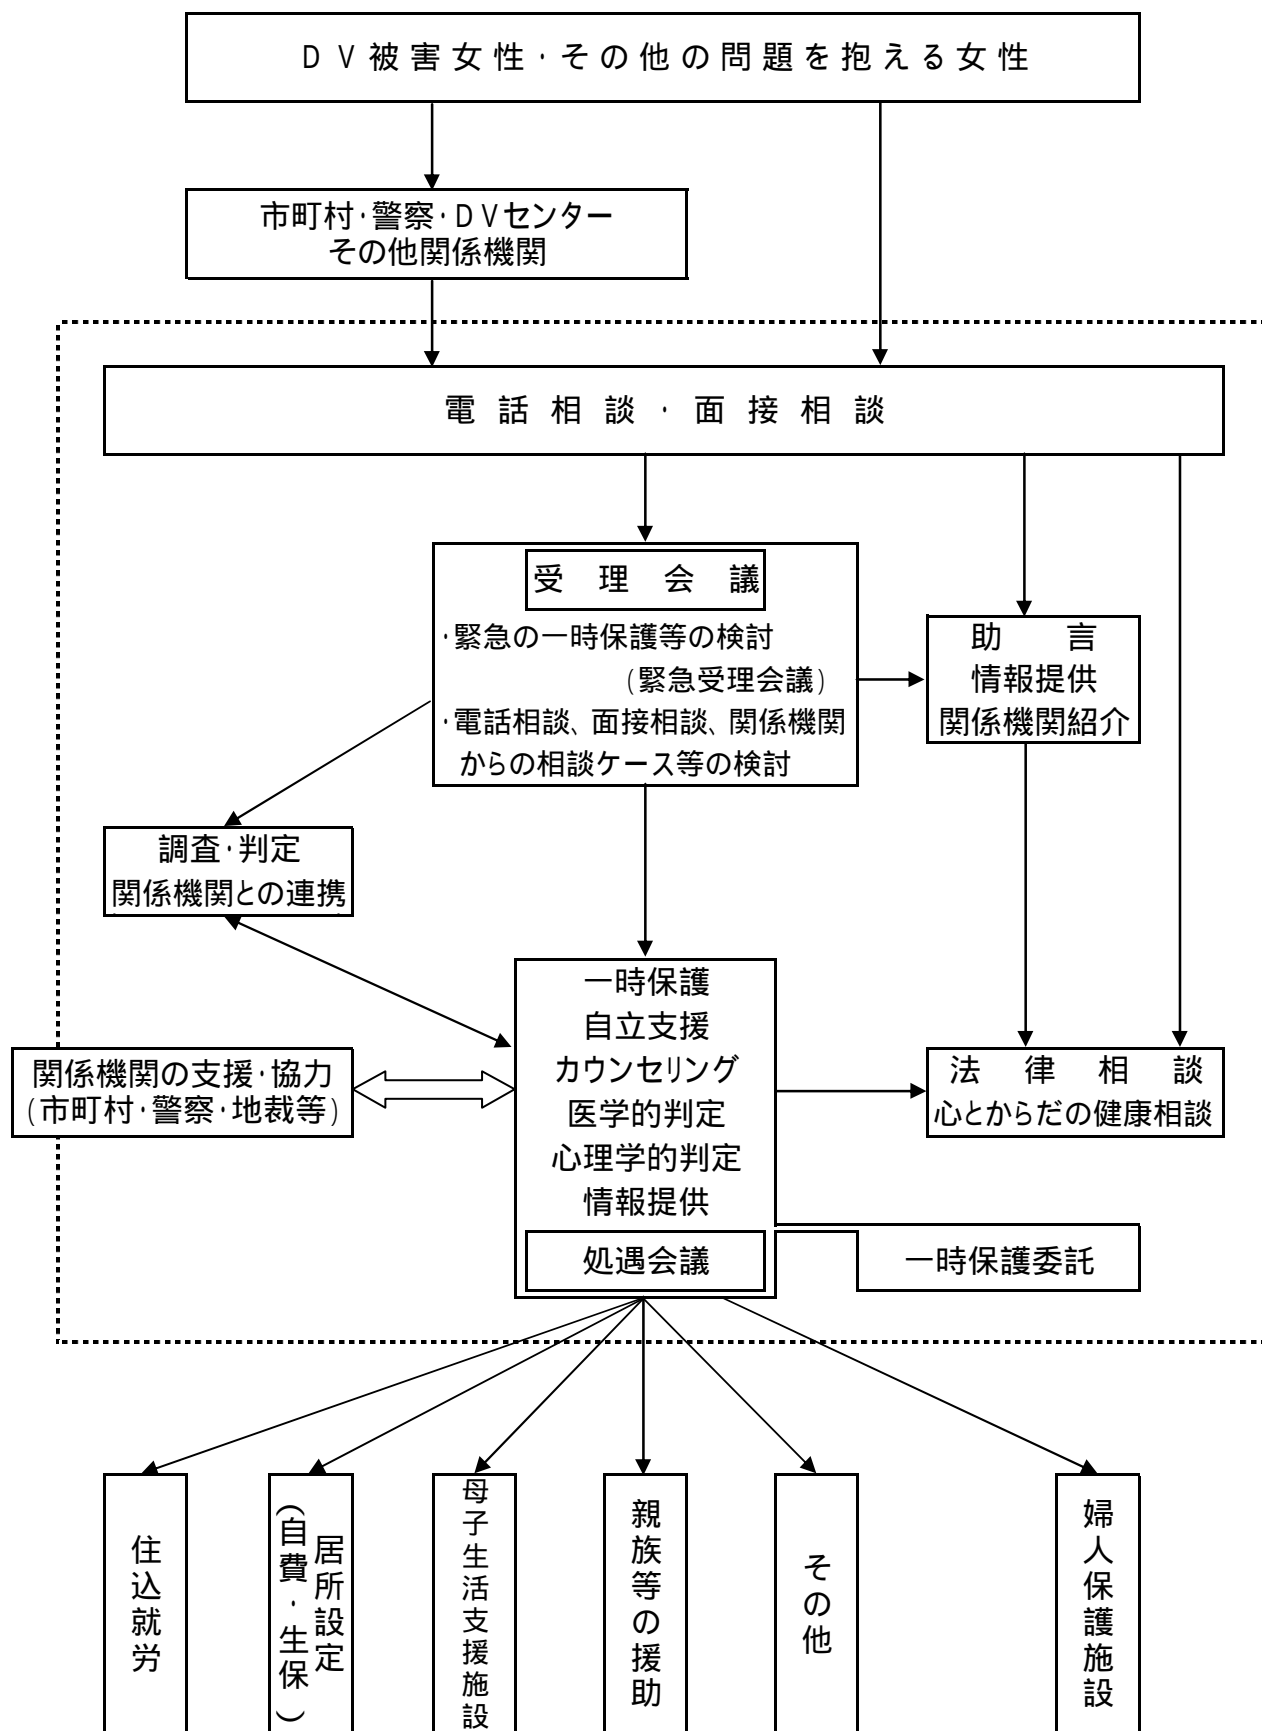 DV被害女性・その他の問題を抱える女性
市町村・警察・DVセンター
その他関係機関
電話相談・面接相談
受理会議
・緊急の一時保護等の検討
(緊急受理会議)
・電話相談、面接相談、関係機関
からの相談ケース等の検討
助言
情報提供
関係機関紹介
調査・判定
関係機関との連携
一時保護
自立支援
カウンセリング
医学的判定
心理学的判定
情報提供
処遇会議
関係機関の支援・協力
(市町村・警察・地裁等)
法律相談
心とからだの健康相談
一時保護委託
住込就労
居所設定
(自費・生保)
母子生活支援施設
親族等の援助
その他
婦人保護施設